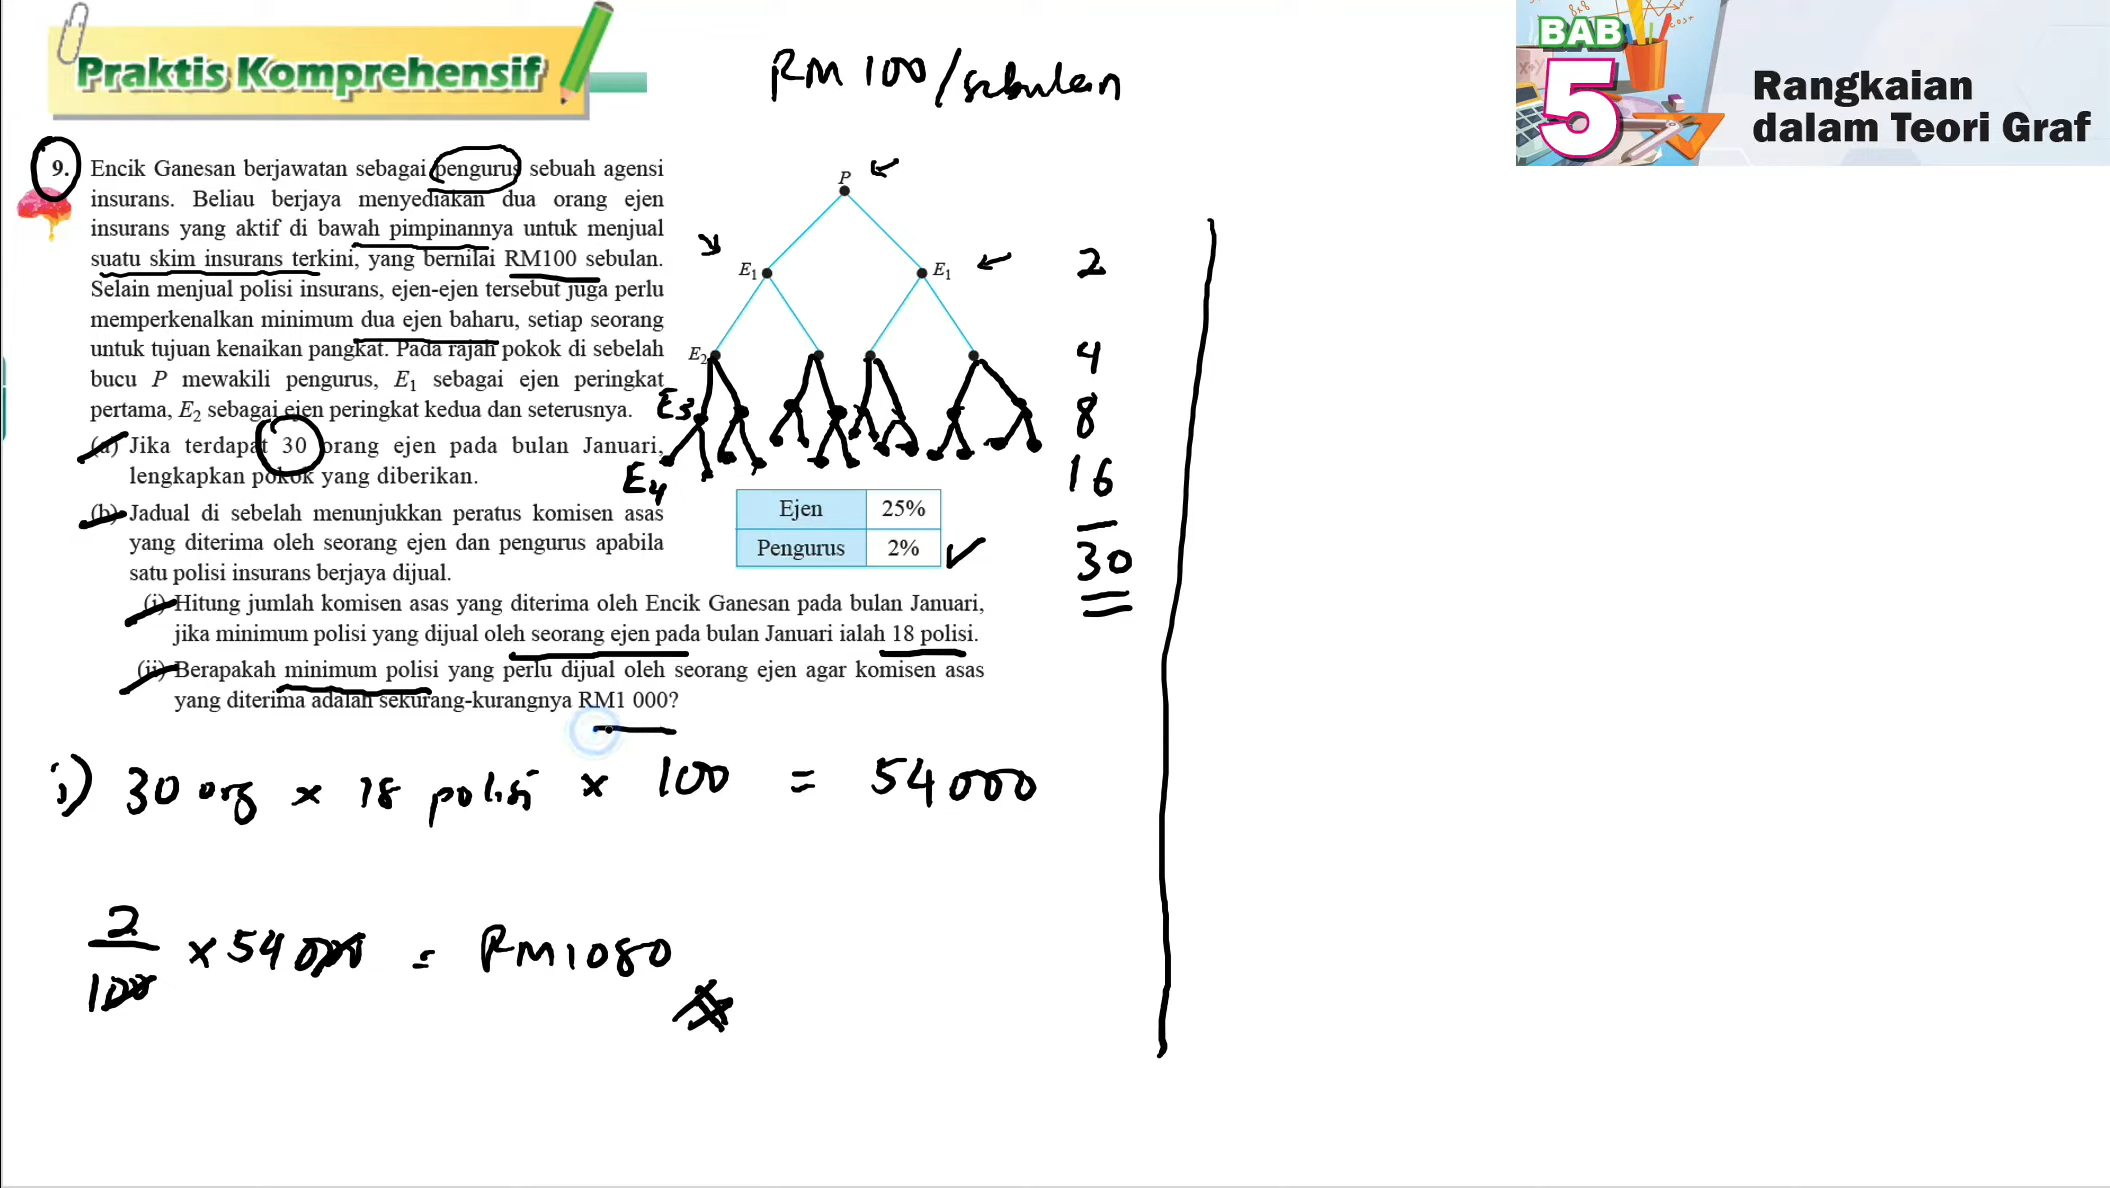 Praktis Komprehensif
RM 100 / sebulan
BAB
5
Rangkaian
dalam Teori Graf
9. Encik Ganesan berjawatan sebagai pengurus sebuah agensi
insurans. Beliau berjaya menyediakan dua orang ejen
insurans yang aktif di bawah pimpinannya untuk menjual
suatu skim insurans terkini, yang bernilai RM100 sebulan.
Selain menjual polisi insurans, ejen-ejen tersebut juga perlu
memperkenalkan minimum dua ejen baharu, setiap seorang
untuk tujuan kenaikan pangkat. Pada rajah pokok di sebelah
bucu P mewakili pengurus, E1 sebagai ejen peringkat
pertama, E2 sebagai ejen peringkat kedua dan seterusnya.
(a) Jika terdapat 30 orang ejen pada bulan Januari,
lengkapkan pokok yang diberikan.
(b) Jadual di sebelah menunjukkan peratus komisen asas
yang diterima oleh seorang ejen dan pengurus apabila
satu polisi insurans berjaya dijual.
(i) Hitung jumlah komisen asas yang diterima oleh Encik Ganesan pada bulan Januari,
jika minimum polisi yang dijual oleh seorang ejen pada bulan Januari ialah 18 polisi.
(ii) Berapakah minimum polisi yang perlu dijual oleh seorang ejen agar komisen asas
yang diterima adalah sekurang-kurangnya RM1 000?
P
E1 E1 2
E2 4
E3 8
E4 16
30
Ejen 25%
Pengurus 2%
i) 30 org × 18 polisi × 100 = 54000
2
× 54000 = RM1080
100